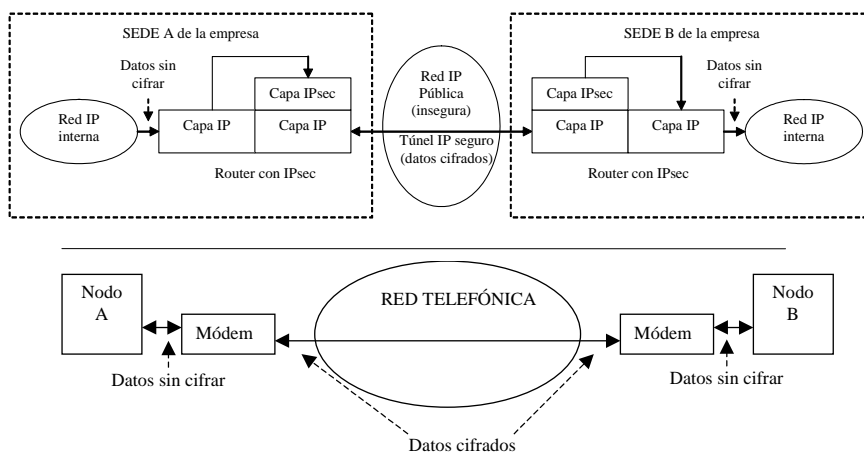 SEDE A de la empresa
SEDE B de la empresa
Datos sin
cifrar
Red IP
interna
Capa IP
Capa IPsec
Capa IP
Router con IPsec
Red IP
Pública
(insegura)
Túnel IP seguro
(datos cifrados)
Capa IPsec
Capa IP
Capa IP
Router con IPsec
Datos sin
cifrar
Red IP
interna
Nodo
A
Módem
Datos sin cifrar
RED TELEFÓNICA
Módem
Nodo
B
Datos sin cifrar
Datos cifrados